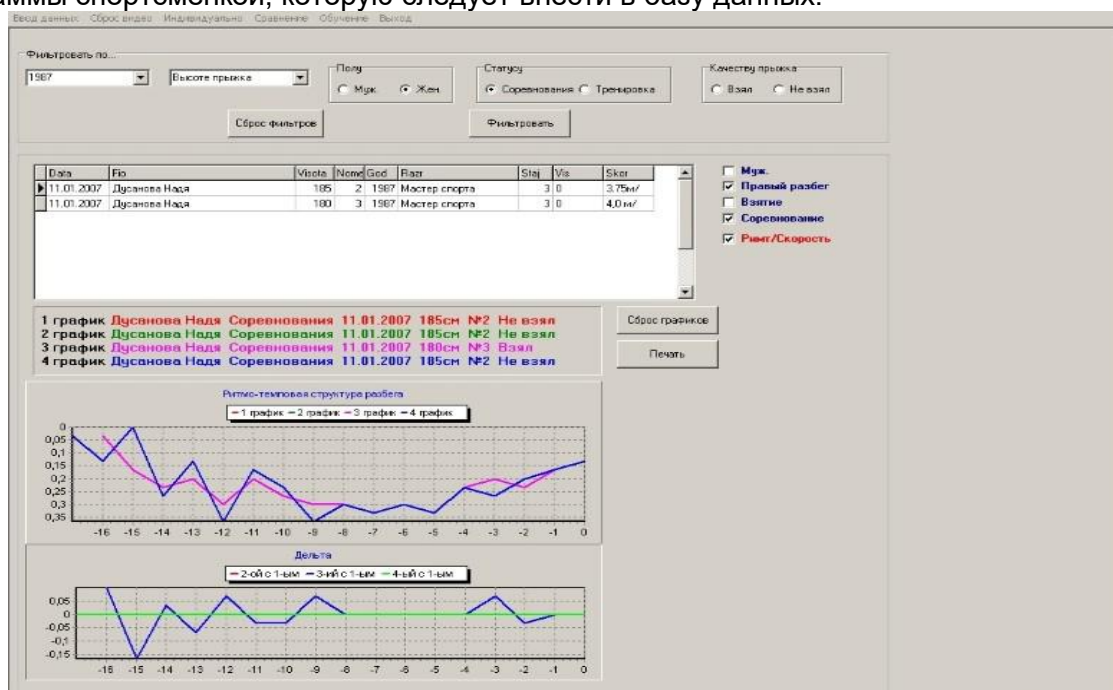 аммы спортсменкой, которую следует внести в базу данных.
Ввод данных Сброс видео Индивидуально Сравнение Обучение Выход
Фильтровать по...
1987 Высоте прыжка
Полу
Муж. Жен.
Статусу
Соревнования Тренировка
Качеству прыжка
Взял Не взял
Сброс фильтров Фильтровать
Data Fio Visota Nome God Razr Staj Vis Skor
11.01.2007 Дусанова Надя 185 2 1987 Мастер спорта 3 0 3.75м/
11.01.2007 Дусанова Надя 180 3 1987 Мастер спорта 3 0 4,0 м/
Муж.
Правый разбег
Взятие
Соревнование
Ритм/Скорость
1 график Дусанова Надя Соревнования 11.01.2007 185см №2 Не взял
2 график Дусанова Надя Соревнования 11.01.2007 185см №2 Не взял
3 график Дусанова Надя Соревнования 11.01.2007 180см №3 Взял
4 график Дусанова Надя Соревнования 11.01.2007 185см №2 Не взял
Сброс графиков
Печать
Ритмо-темповая структура разбега
1 график 2 график 3 график 4 график
0
0,05
0,1
0,15
0,2
0,25
0,3
0,35
-16 -15 -14 -13 -12 -11 -10 -9 -8 -7 -6 -5 -4 -3 -2 -1 0
Дельта
2-ой с 1-ым 3-ий с 1-ым 4-ый с 1-ым
0,05
0
-0,05
-0,1
-0,15
-16 -15 -14 -13 -12 -11 -10 -9 -8 -7 -6 -5 -4 -3 -2 -1 0